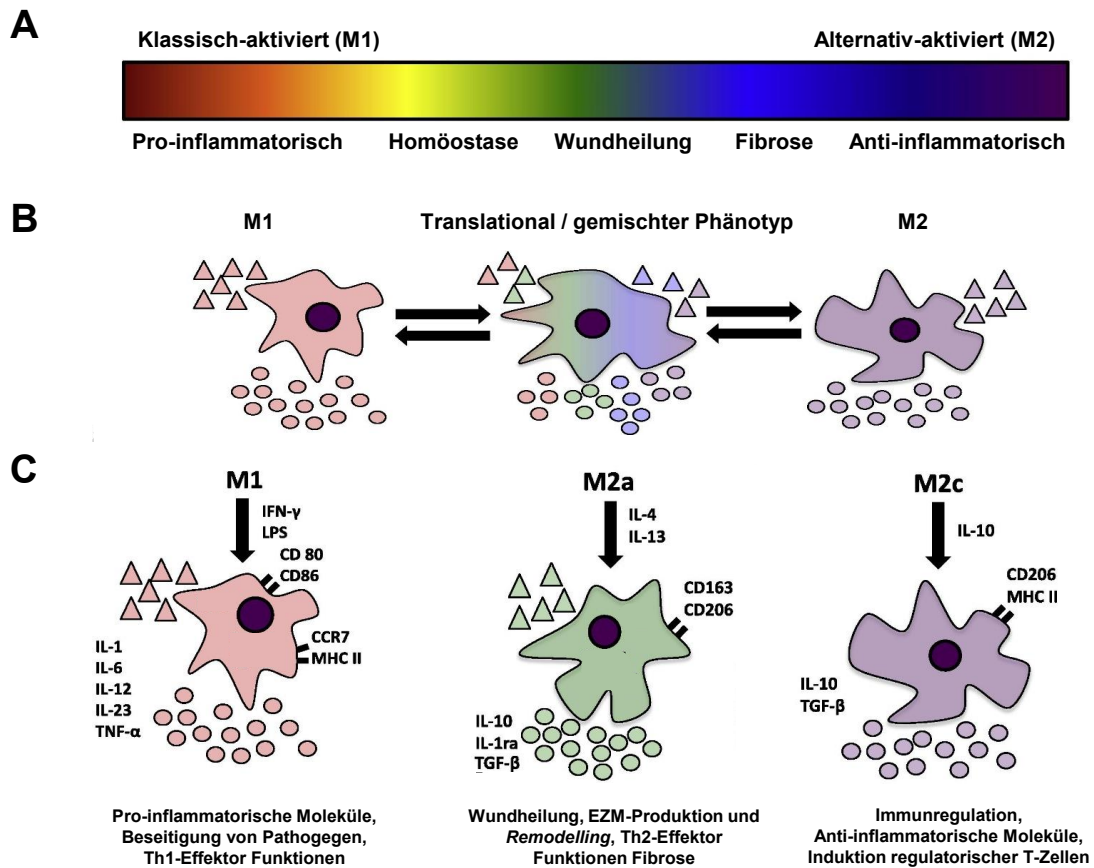 A
Klassisch-aktiviert (M1)
Alternativ-aktiviert (M2)
Pro-inflammatorisch
Homöostase
Wundheilung
Fibrose
Anti-inflammatorisch
B
M1
Translational / gemischter Phänotyp
M2
C
M1
IFN-γ
LPS
CD 80
CD86
CCR7
MHC II
IL-1
IL-6
IL-12
IL-23
TNF-α
Pro-inflammatorische Moleküle,
Beseitigung von Pathogegen,
Th1-Effektor Funktionen
M2a
IL-4
IL-13
CD163
CD206
IL-10
IL-1ra
TGF-β
Wundheilung, EZM-Produktion und
Remodelling, Th2-Effektor
Funktionen Fibrose
M2c
IL-10
CD206
MHC II
IL-10
TGF-β
Immunregulation,
Anti-inflammatorische Moleküle,
Induktion regulatorischer T-Zellen